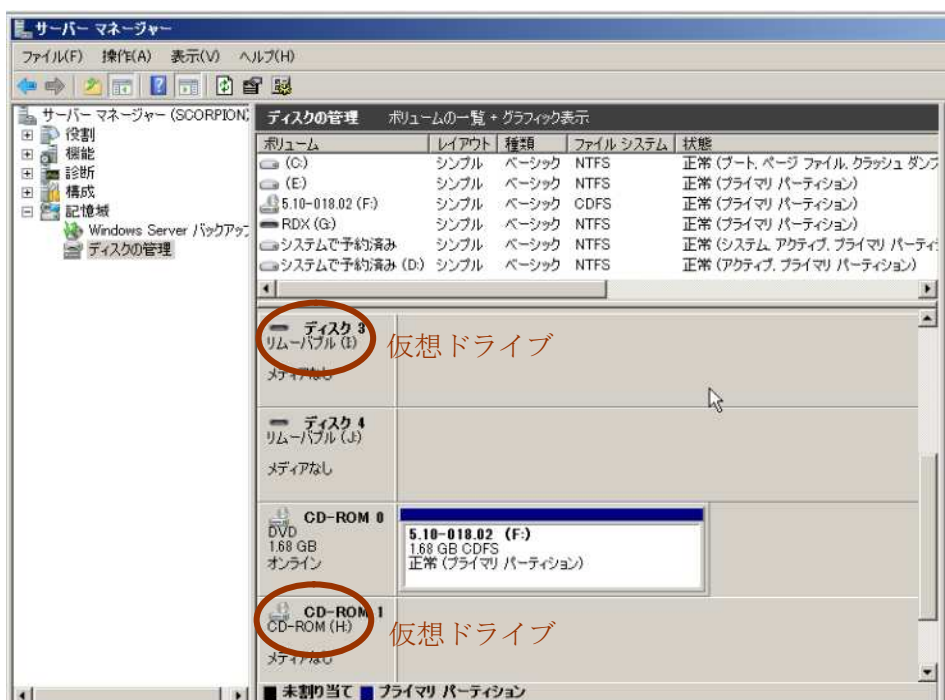 サーバー マネージャー
ファイル(F) 操作(A) 表示(V) ヘルプ(H)
サーバー マネージャー (SCORPION
役割
機能
診断
構成
記憶域
Windows Server バックアップ
ディスクの管理
ディスクの管理 ボリュームの一覧 + グラフィック表示
ボリューム レイアウト 種類 ファイル システム 状態
(C:) シンプル ベーシック NTFS 正常 (ブート, ページ ファイル, クラッシュ ダンプ
(E:) シンプル ベーシック NTFS 正常 (プライマリ パーティション)
5.10-018.02 (F:) シンプル ベーシック CDFS 正常 (プライマリ パーティション)
RDX (G:) シンプル ベーシック NTFS 正常 (プライマリ パーティション)
システムで予約済み シンプル ベーシック NTFS 正常 (システム, アクティブ, プライマリ パーティ
システムで予約済み (D:) シンプル ベーシック NTFS 正常 (アクティブ, プライマリ パーティション)
ディスク 3
リムーバブル (I:)
仮想ドライブ
メディアなし
ディスク 4
リムーバブル (J:)
メディアなし
CD-ROM 0
DVD
1.68 GB
オンライン
5.10-018.02 (F:)
1.68 GB CDFS
正常 (プライマリ パーティション)
CD-ROM 1
CD-ROM (H:)
仮想ドライブ
メディアなし
未割り当て プライマリ パーティション